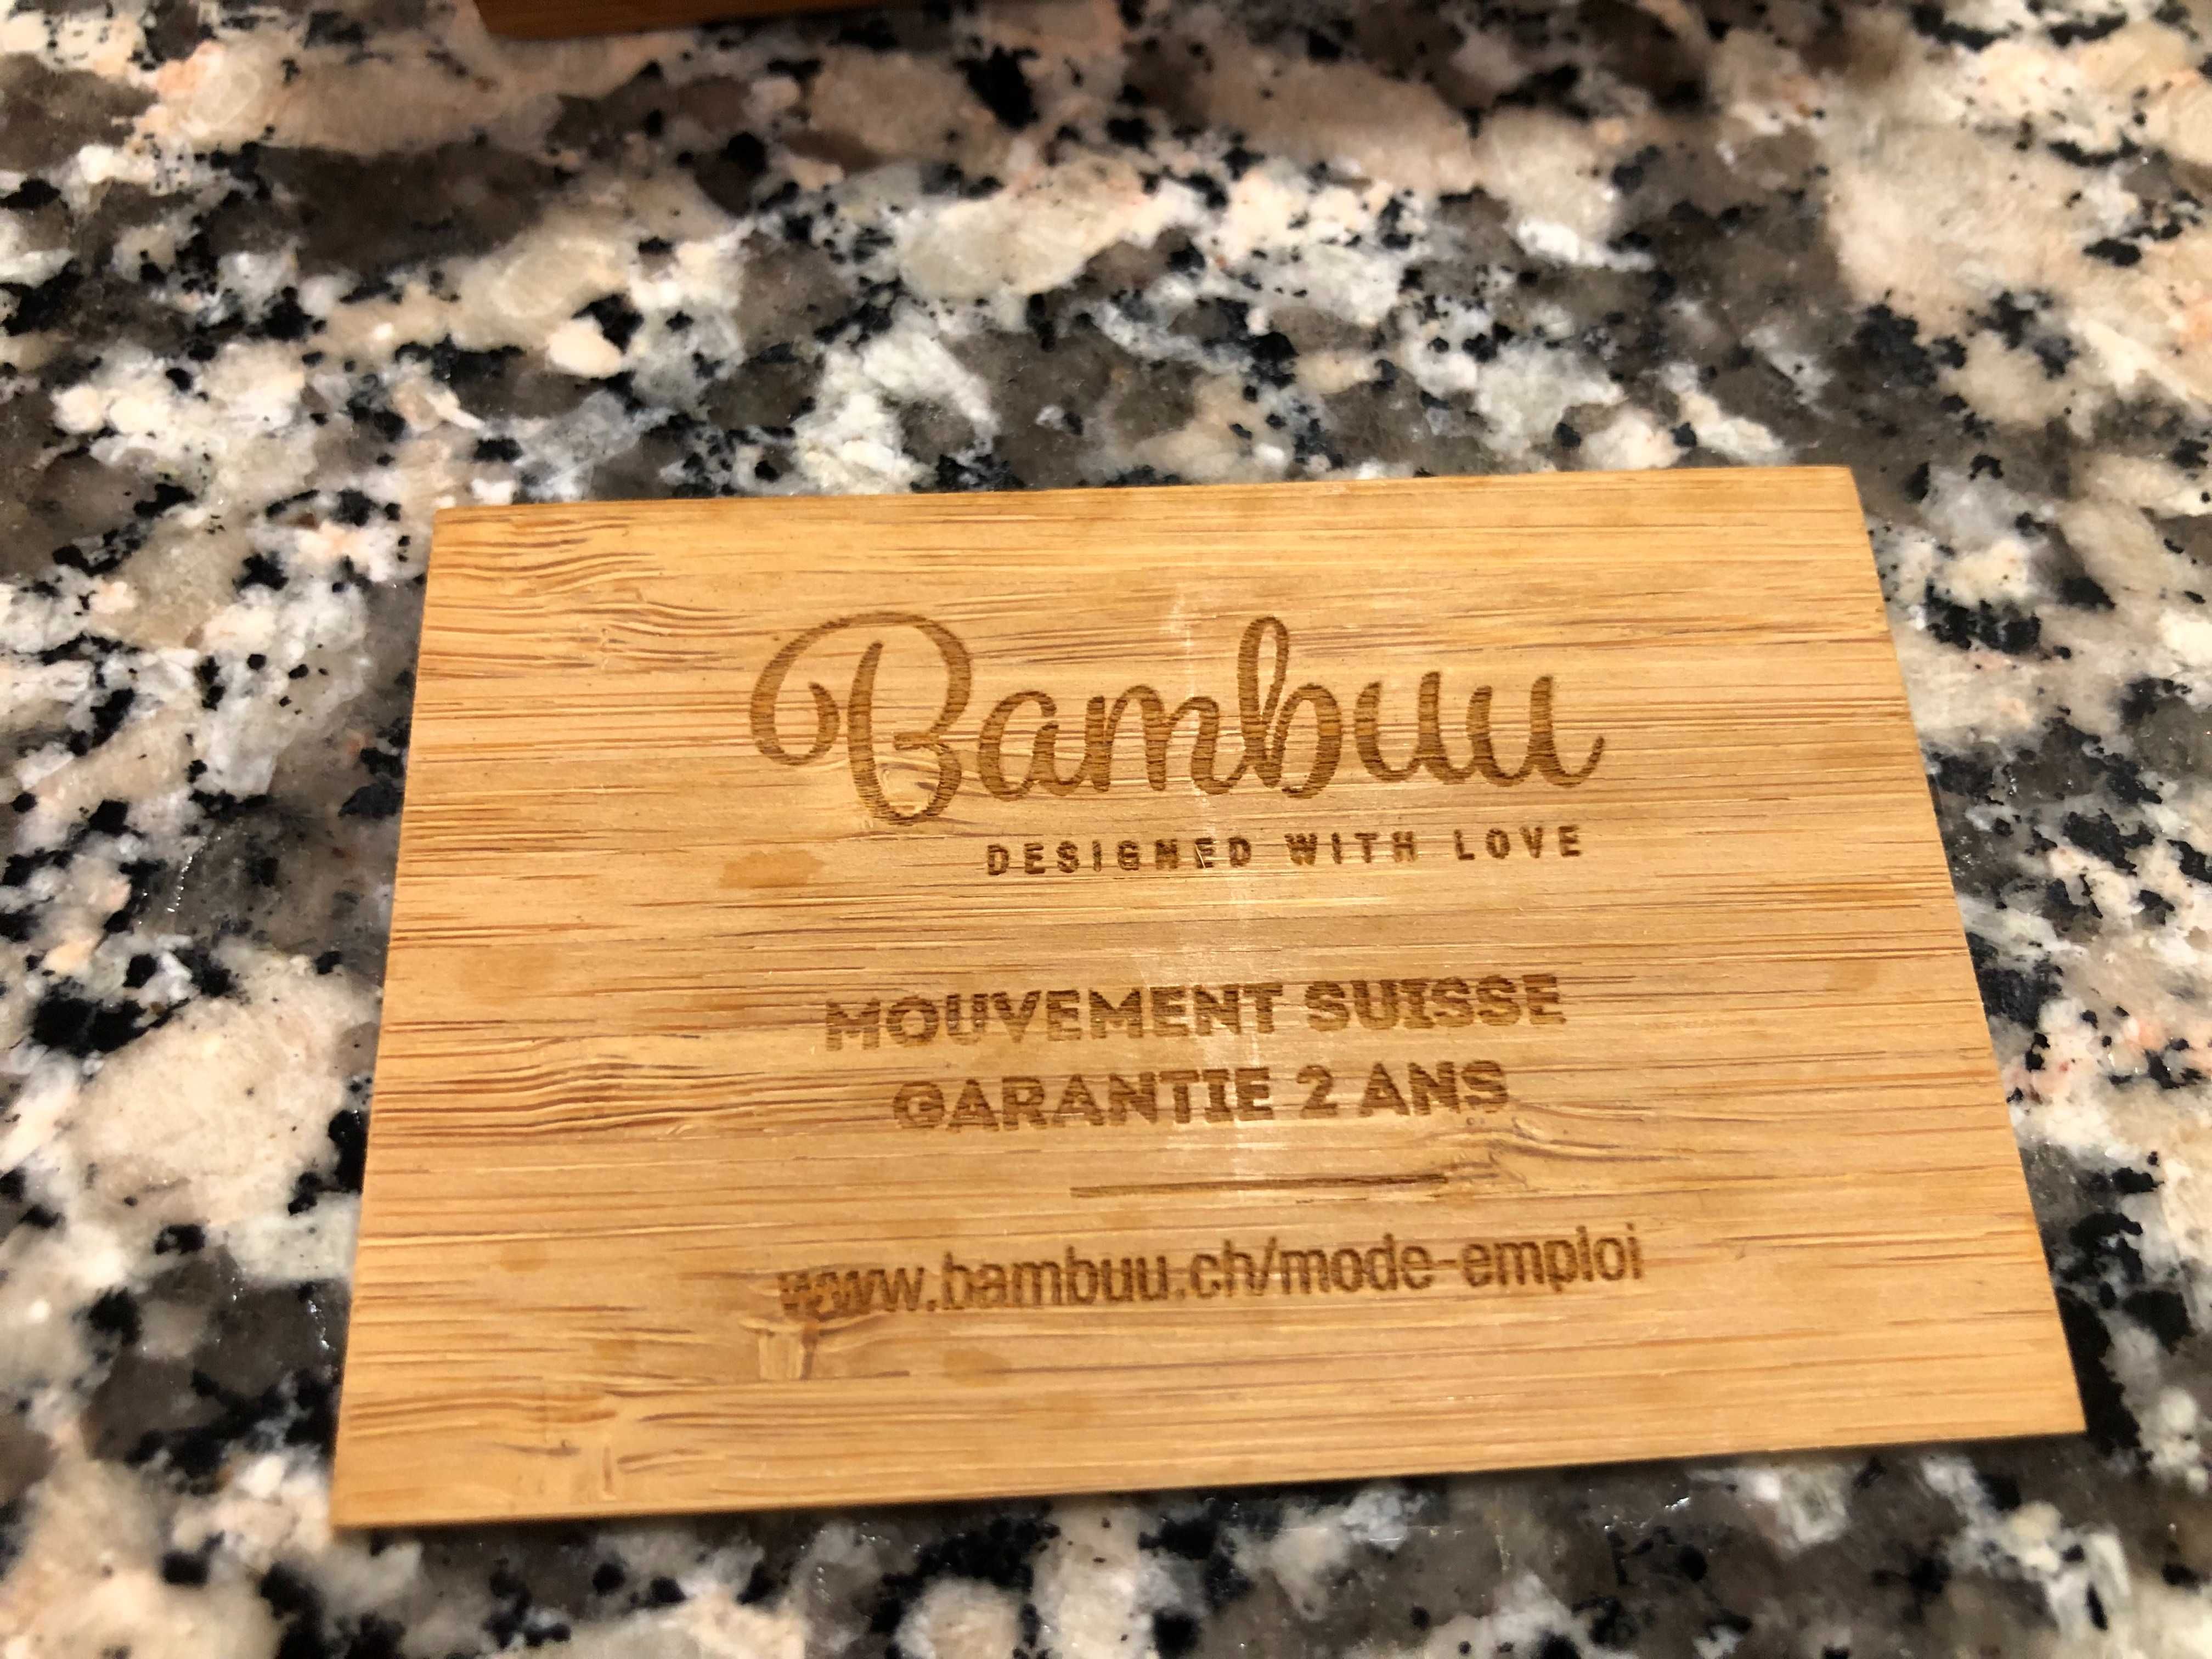 Bambuu
DESIGNED WITH LOVE
MOUVEMENT SUISSE
GARANTIE 2 ANS
www.bambuu.ch/mode-emploi